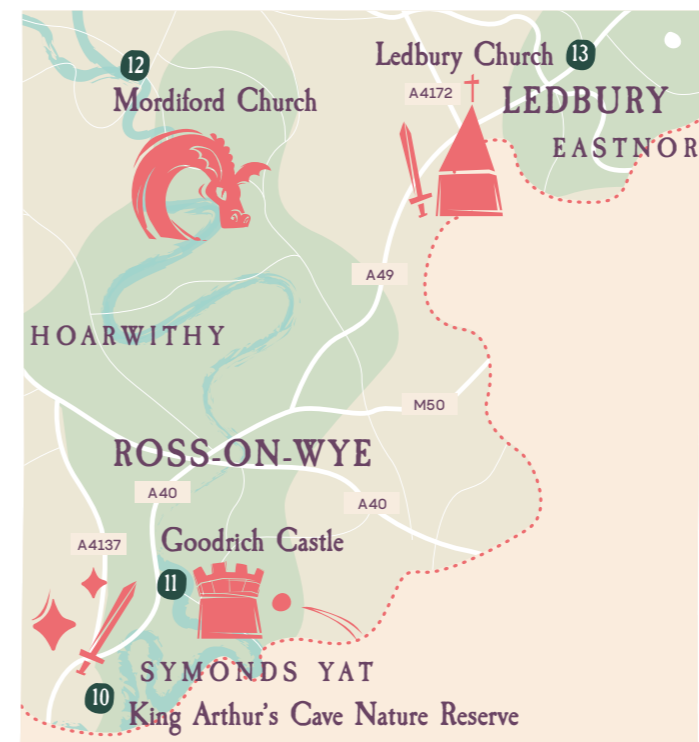 12
Mordiford Church
Ledbury Church 13
A4172
LEDBURY
EASTNOR
A49
HOARWITHY
M50
ROSS-ON-WYE
A40
A40
A4137
Goodrich Castle
11
SYMONDS YAT
10
King Arthur's Cave Nature Reserve